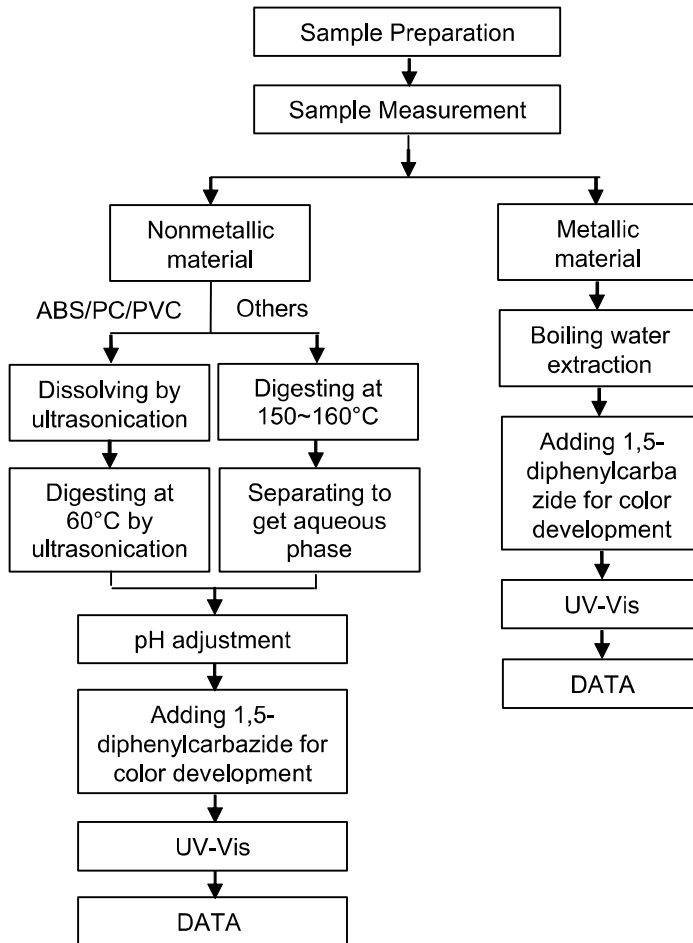 Sample Preparation
Sample Measurement
Nonmetallic
material
Metallic
material
ABS/PC/PVC
Others
Boiling water
extraction
Dissolving by
ultrasonication
Digesting at
150~160°C
Adding 1,5-
diphenylcarba
zide for color
development
Digesting at
60°C by
ultrasonication
Separating to
get aqueous
phase
UV-Vis
pH adjustment
DATA
Adding 1,5-
diphenylcarbazide for
color development
UV-Vis
DATA